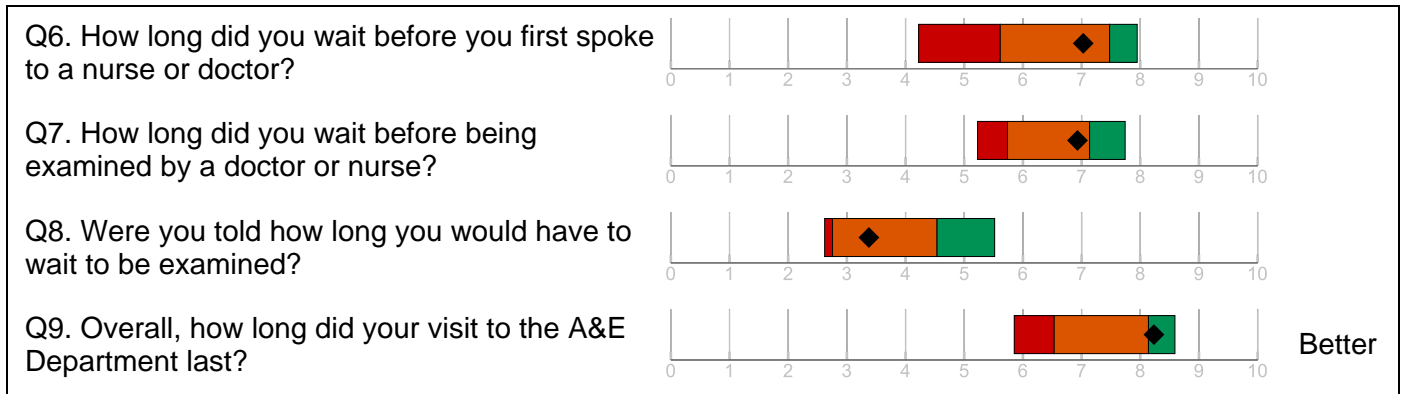 Q6. How long did you wait before you first spoke
to a nurse or doctor?
0 1 2 3 4 5 6 7 8 9 10
Q7. How long did you wait before being
examined by a doctor or nurse?
0 1 2 3 4 5 6 7 8 9 10
Q8. Were you told how long you would have to
wait to be examined?
0 1 2 3 4 5 6 7 8 9 10
Q9. Overall, how long did your visit to the A&E
Department last?
Better
0 1 2 3 4 5 6 7 8 9 10